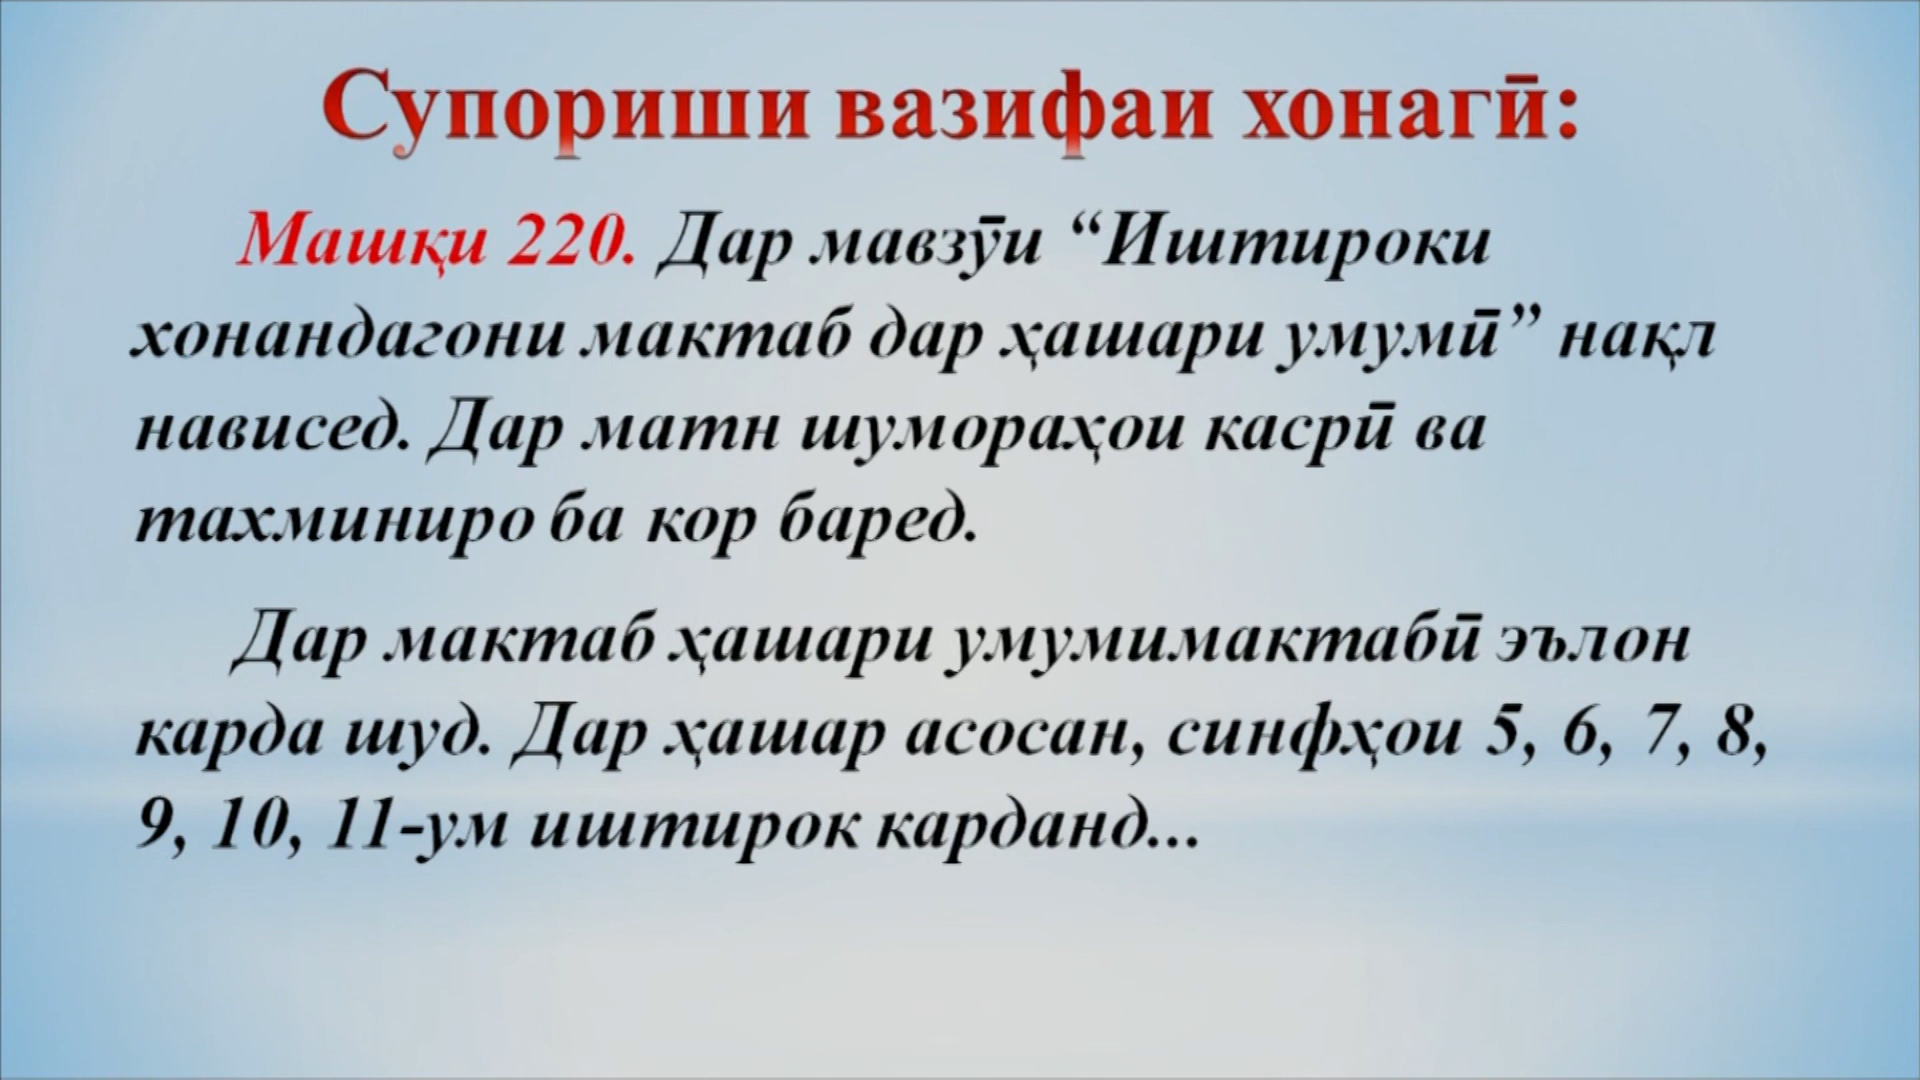 Супориши вазифаи хонагӣ:
Машқи 220. Дар мавзӯи “Иштироки
хонандагони мактаб дар ҳашари умумӣ” нақл
нависед. Дар матн шумораҳои касрӣ ва
тахминиро ба кор баред.
Дар мактаб ҳашари умумимактабӣ эълон
карда шуд. Дар ҳашар асосан, синфҳои 5, 6, 7, 8,
9, 10, 11-ум иштирок карданд...